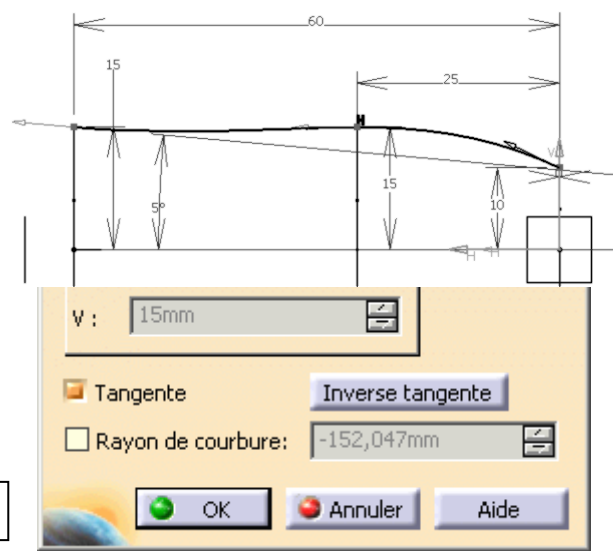 60
15
25
H
V
15
10
5°
H
H
V :
15mm
Tangente
Inverse tangente
Rayon de courbure:
-152,047mm
OK Annuler Aide